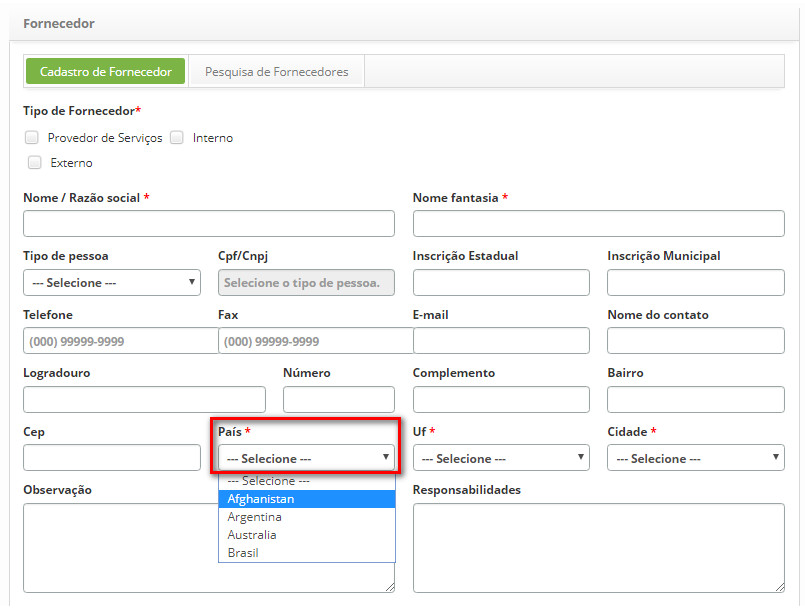 Fornecedor
Cadastro de Fornecedor Pesquisa de Fornecedores
Tipo de Fornecedor*
Provedor de Serviços Interno
Externo
Nome / Razão social * Nome fantasia *
Tipo de pessoa Cpf/Cnpj Inscrição Estadual Inscrição Municipal
--- Selecione --- Selecione o tipo de pessoa.
Telefone Fax E-mail Nome do contato
(000) 99999-9999 (000) 99999-9999
Logradouro Número Complemento Bairro
Cep País * Uf * Cidade *
--- Selecione --- --- Selecione --- --- Selecione ---
--- Selecione ---
Observação Responsabilidades
Afghanistan
Argentina
Australia
Brasil